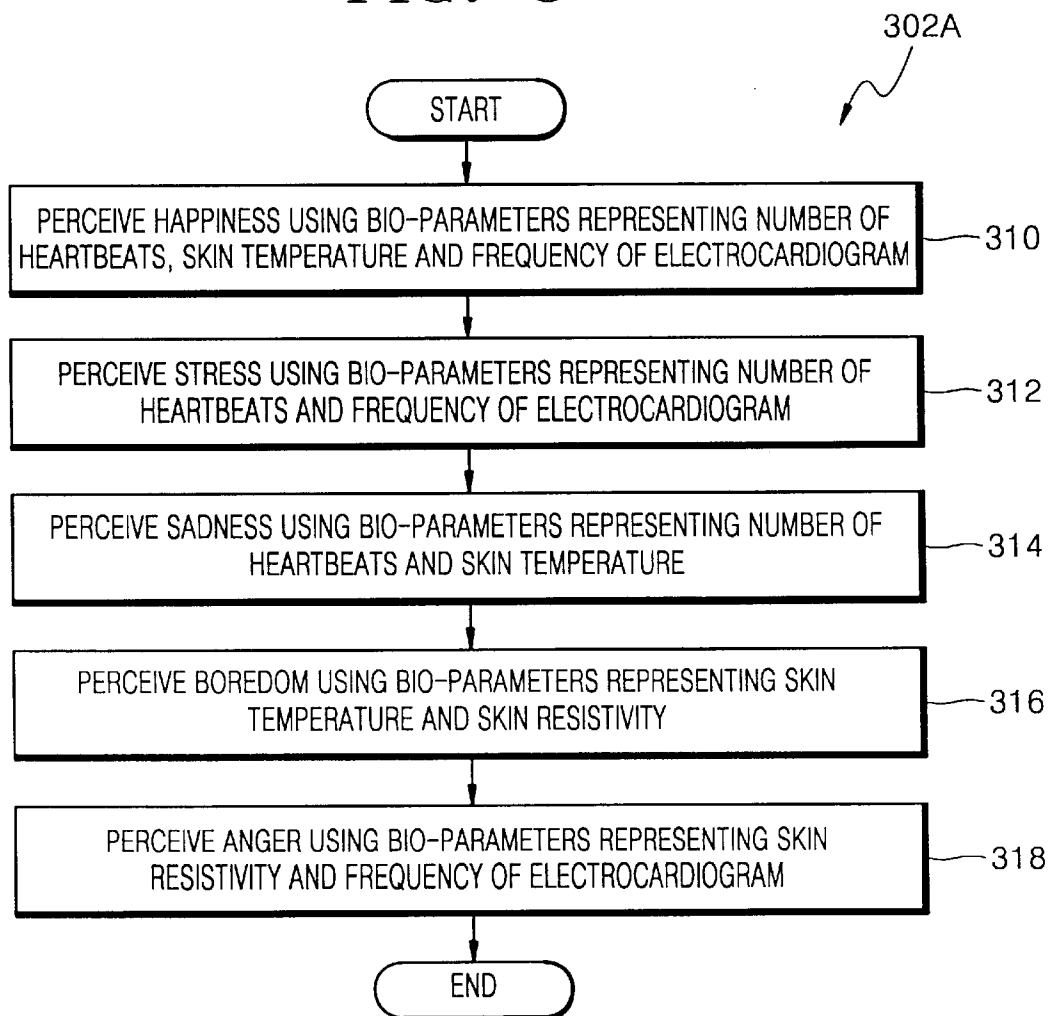 302A
START
PERCEIVE HAPPINESS USING BIO-PARAMETERS REPRESENTING NUMBER OF
HEARTBEATS, SKIN TEMPERATURE AND FREQUENCY OF ELECTROCARDIOGRAM
310
PERCEIVE STRESS USING BIO-PARAMETERS REPRESENTING NUMBER OF
HEARTBEATS AND FREQUENCY OF ELECTROCARDIOGRAM
312
PERCEIVE SADNESS USING BIO-PARAMETERS REPRESENTING NUMBER OF
HEARTBEATS AND SKIN TEMPERATURE
314
PERCEIVE BOREDOM USING BIO-PARAMETERS REPRESENTING SKIN
TEMPERATURE AND SKIN RESISTIVITY
316
PERCEIVE ANGER USING BIO-PARAMETERS REPRESENTING SKIN
RESISTIVITY AND FREQUENCY OF ELECTROCARDIOGRAM
318
END